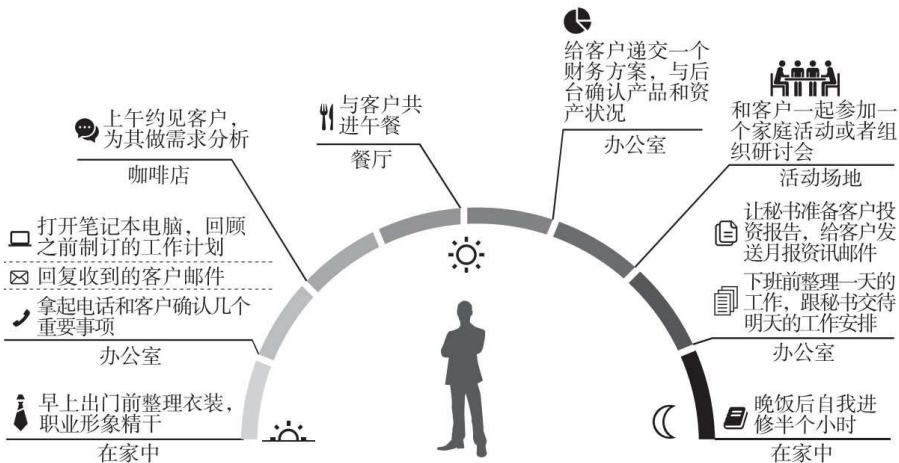 早上出门前整理衣装，
职业形象精干
在家中
打开笔记本电脑，回顾
之前制订的工作计划
回复收到的客户邮件
拿起电话和客户确认几个
重要事项
办公室
上午约见客户，
为其做需求分析
咖啡店
与客户共
进午餐
餐厅
给客户递交一个
财务方案，与后
台确认产品和资
产状况
办公室
和客户一起参加一
个家庭活动或者组
织研讨会
活动场地
让秘书准备客户投
资报告，给客户发
送月报资讯邮件
下班前整理一天的
工作，跟秘书交待
明天的工作安排
办公室
晚饭后自我进
修半个小时
在家中